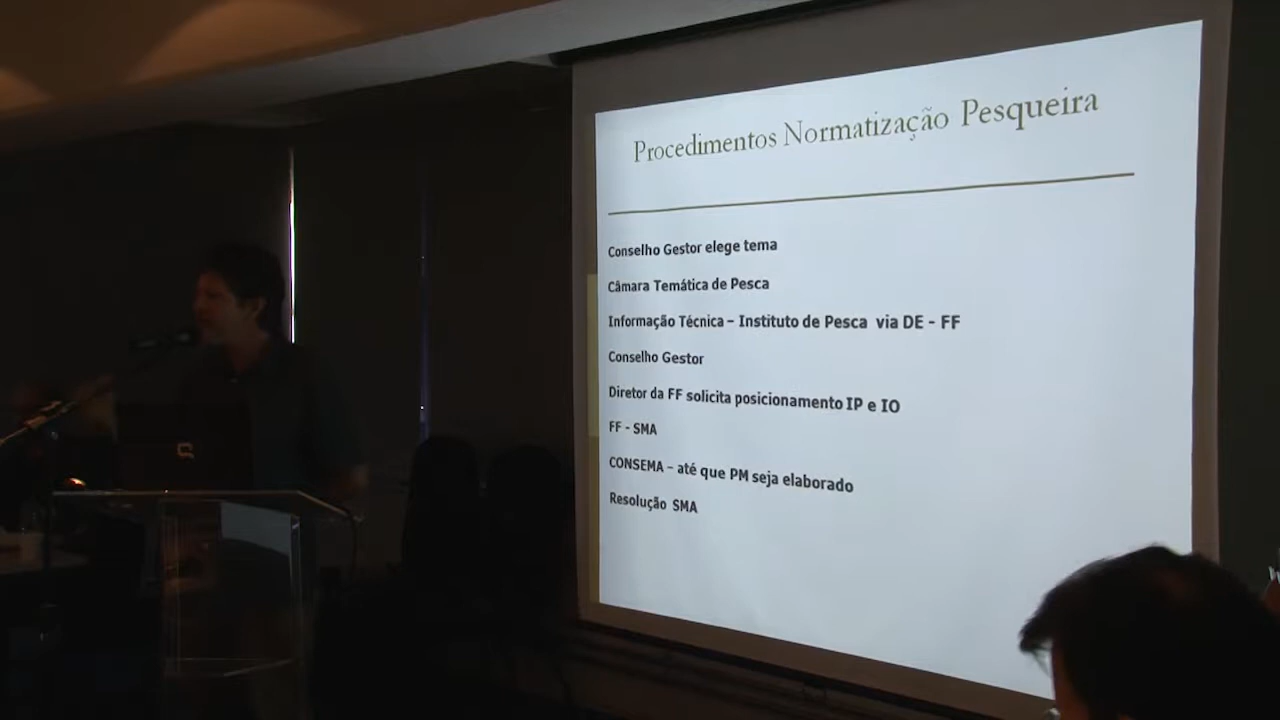 Procedimentos Normatização Pesqueira
Conselho Gestor elege tema
Câmara Temática de Pesca
Informação Técnica – Instituto de Pesca via DE - FF
Conselho Gestor
Diretor da FF solicita posicionamento IP e IO
FF - SMA
CONSEMA – até que PM seja elaborado
Resolução SMA